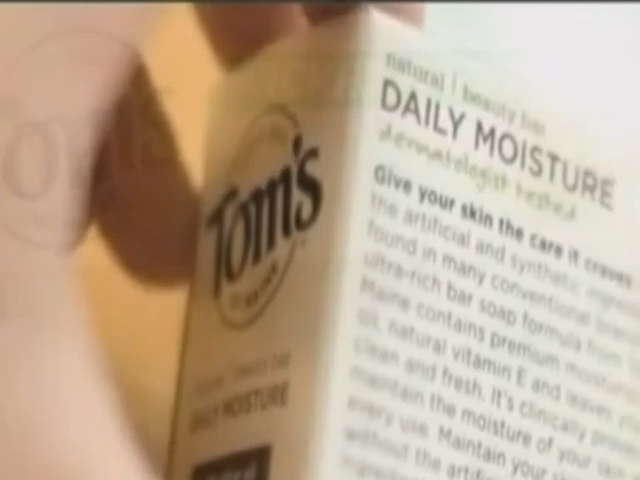 Tom's
OF MAINE
DAILY MOISTURE
natural | beauty bar
DAILY MOISTURE
dermatologist tested
Give your skin the care it craves
the artificial and synthetic
found in many conventional
ultra-rich bar soap formula from
Maine contains premium
oil, natural vitamin E and leaves
clean and fresh. It's clinically
maintain the moisture of your skin
every use. Maintain your
without the